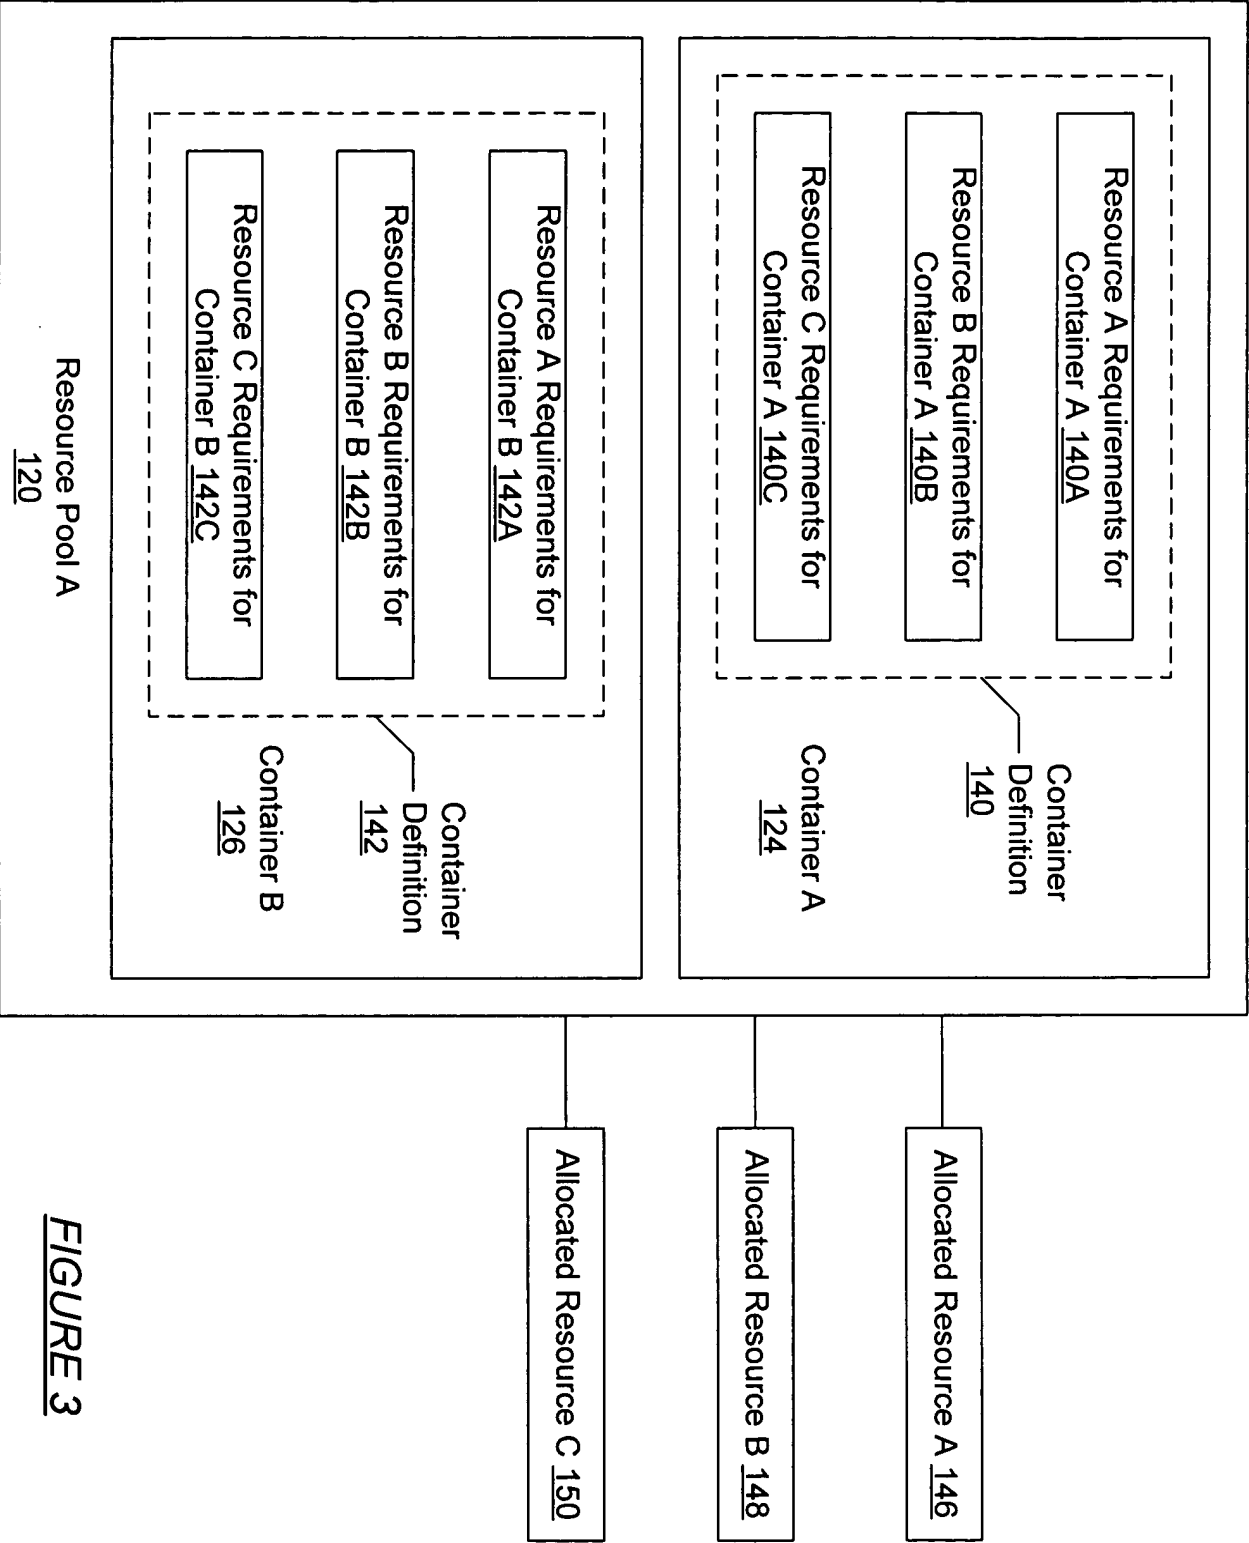 Resource A Requirements for
Container A 140A
Resource B Requirements for
Container A 140B
Resource C Requirements for
Container A 140C
Container
Definition
140
Container A
124
Resource A Requirements for
Container B 142A
Resource B Requirements for
Container B 142B
Resource C Requirements for
Container B 142C
Container
Definition
142
Container B
126
Resource Pool A
120
Allocated Resource A 146
Allocated Resource B 148
Allocated Resource C 150
FIGURE 3